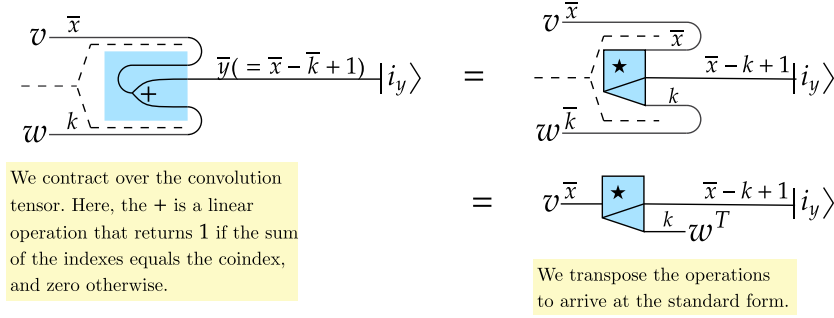 v x̅
w k
+
y̅(= x̅ − k̅ + 1)
|i_y⟩
=
v x̅
x̅
★
x̅ − k + 1
|i_y⟩
k
w k̅
We contract over the convolution
tensor. Here, the + is a linear
operation that returns 1 if the sum
of the indexes equals the coindex,
and zero otherwise.
=
v x̅
★
x̅ − k + 1
|i_y⟩
k
w^T
We transpose the operations
to arrive at the standard form.